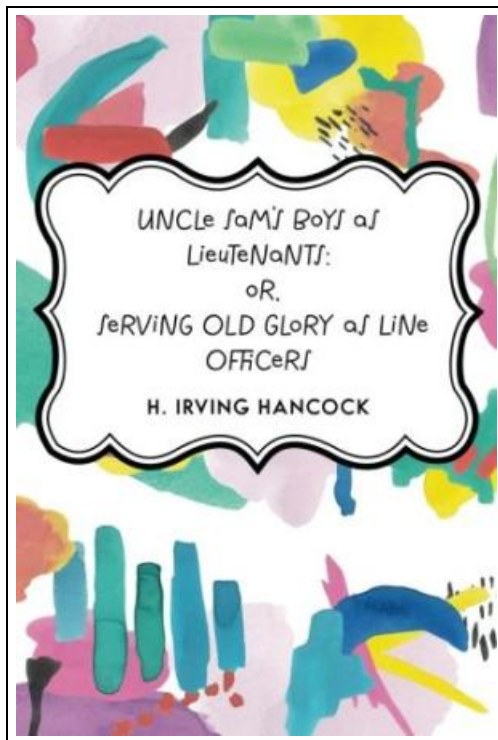 UNCLe SaM'S BoYS aS
LieuTeNaNTS:
oR,
SeRViNG OLD GLoRY aS LiNe
OFFiCeRS
H. IRVING HANCOCK